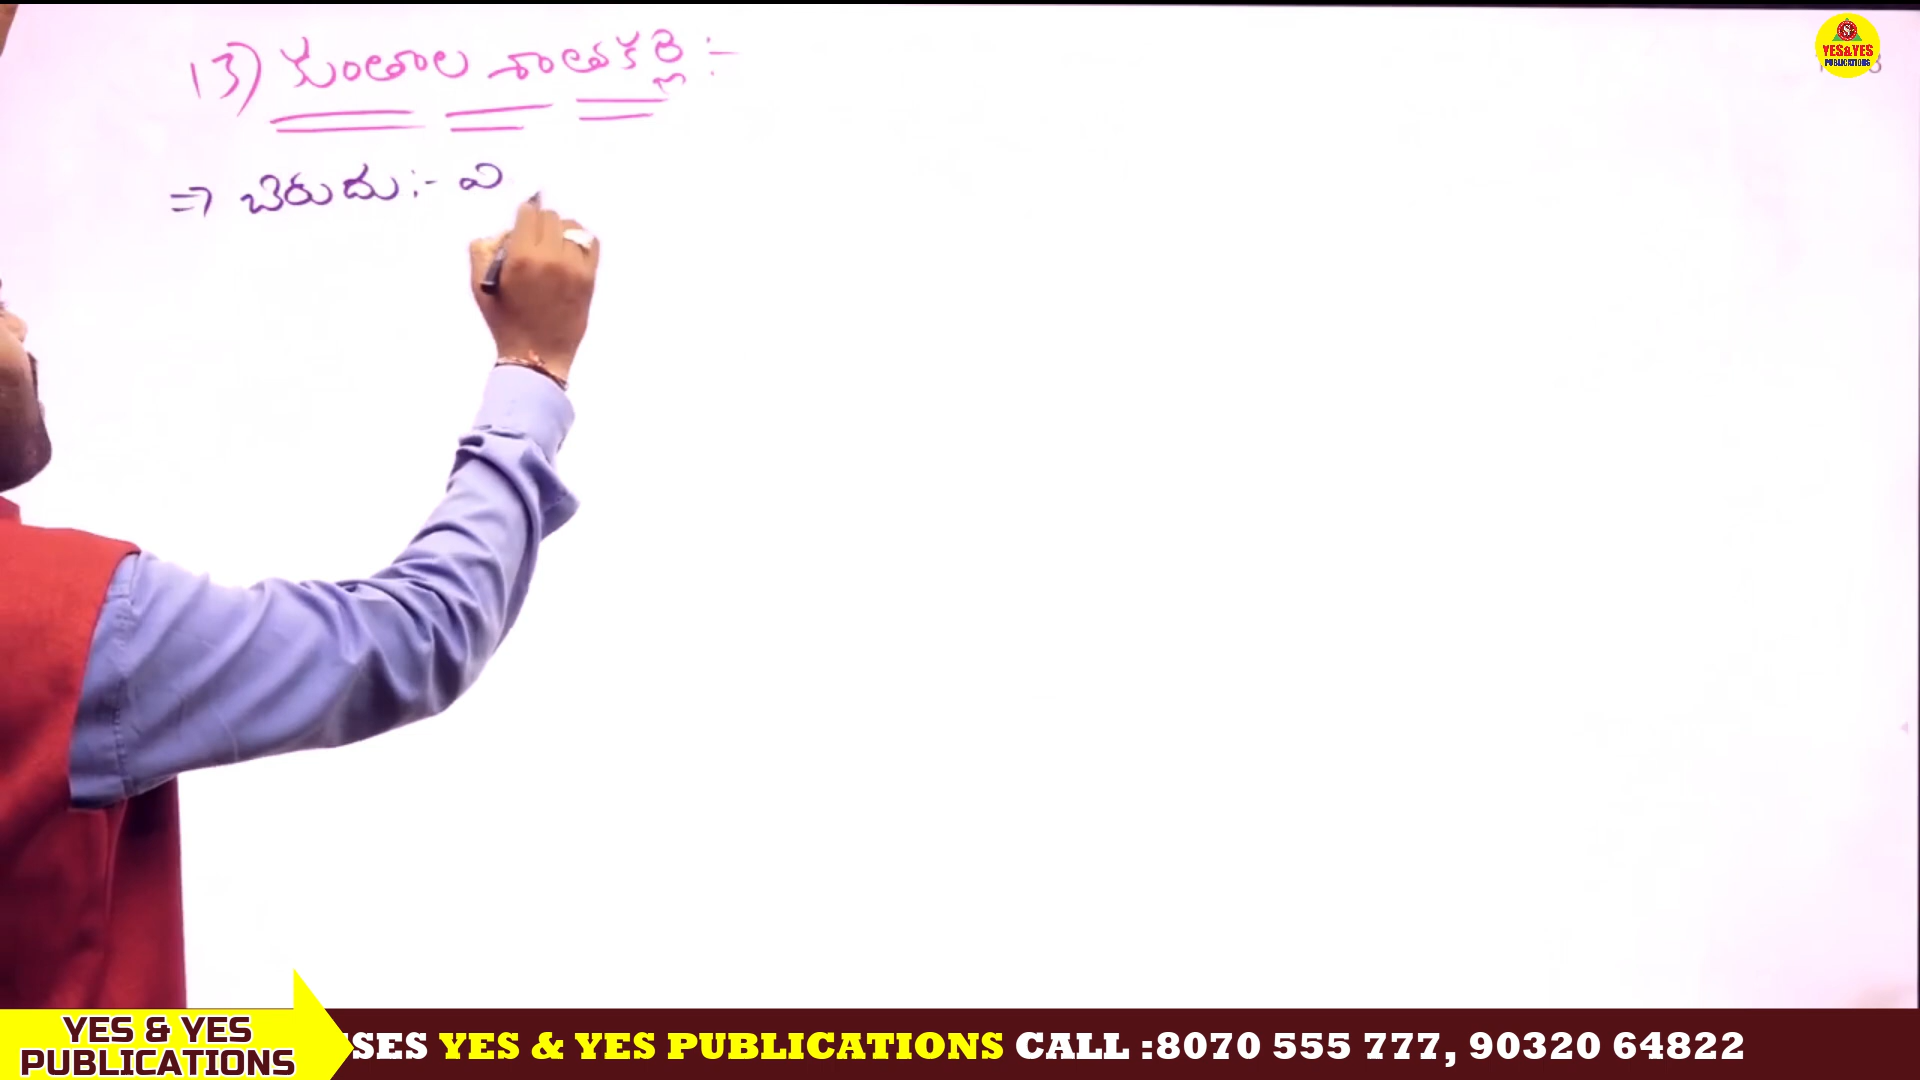 13) కుంతాల శాతకర్ణి :-
⇒ బిరుదు :- వి
YES&YES
PUBLICATIONS
YES & YES
PUBLICATIONS
SES YES & YES PUBLICATIONS CALL :8070 555 777, 90320 64822